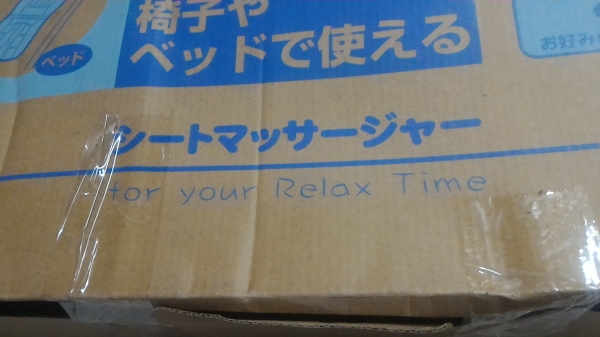 椅子や
ベッドで使える
ベッド
お好み
シートマッサージャー
for your Relax Time